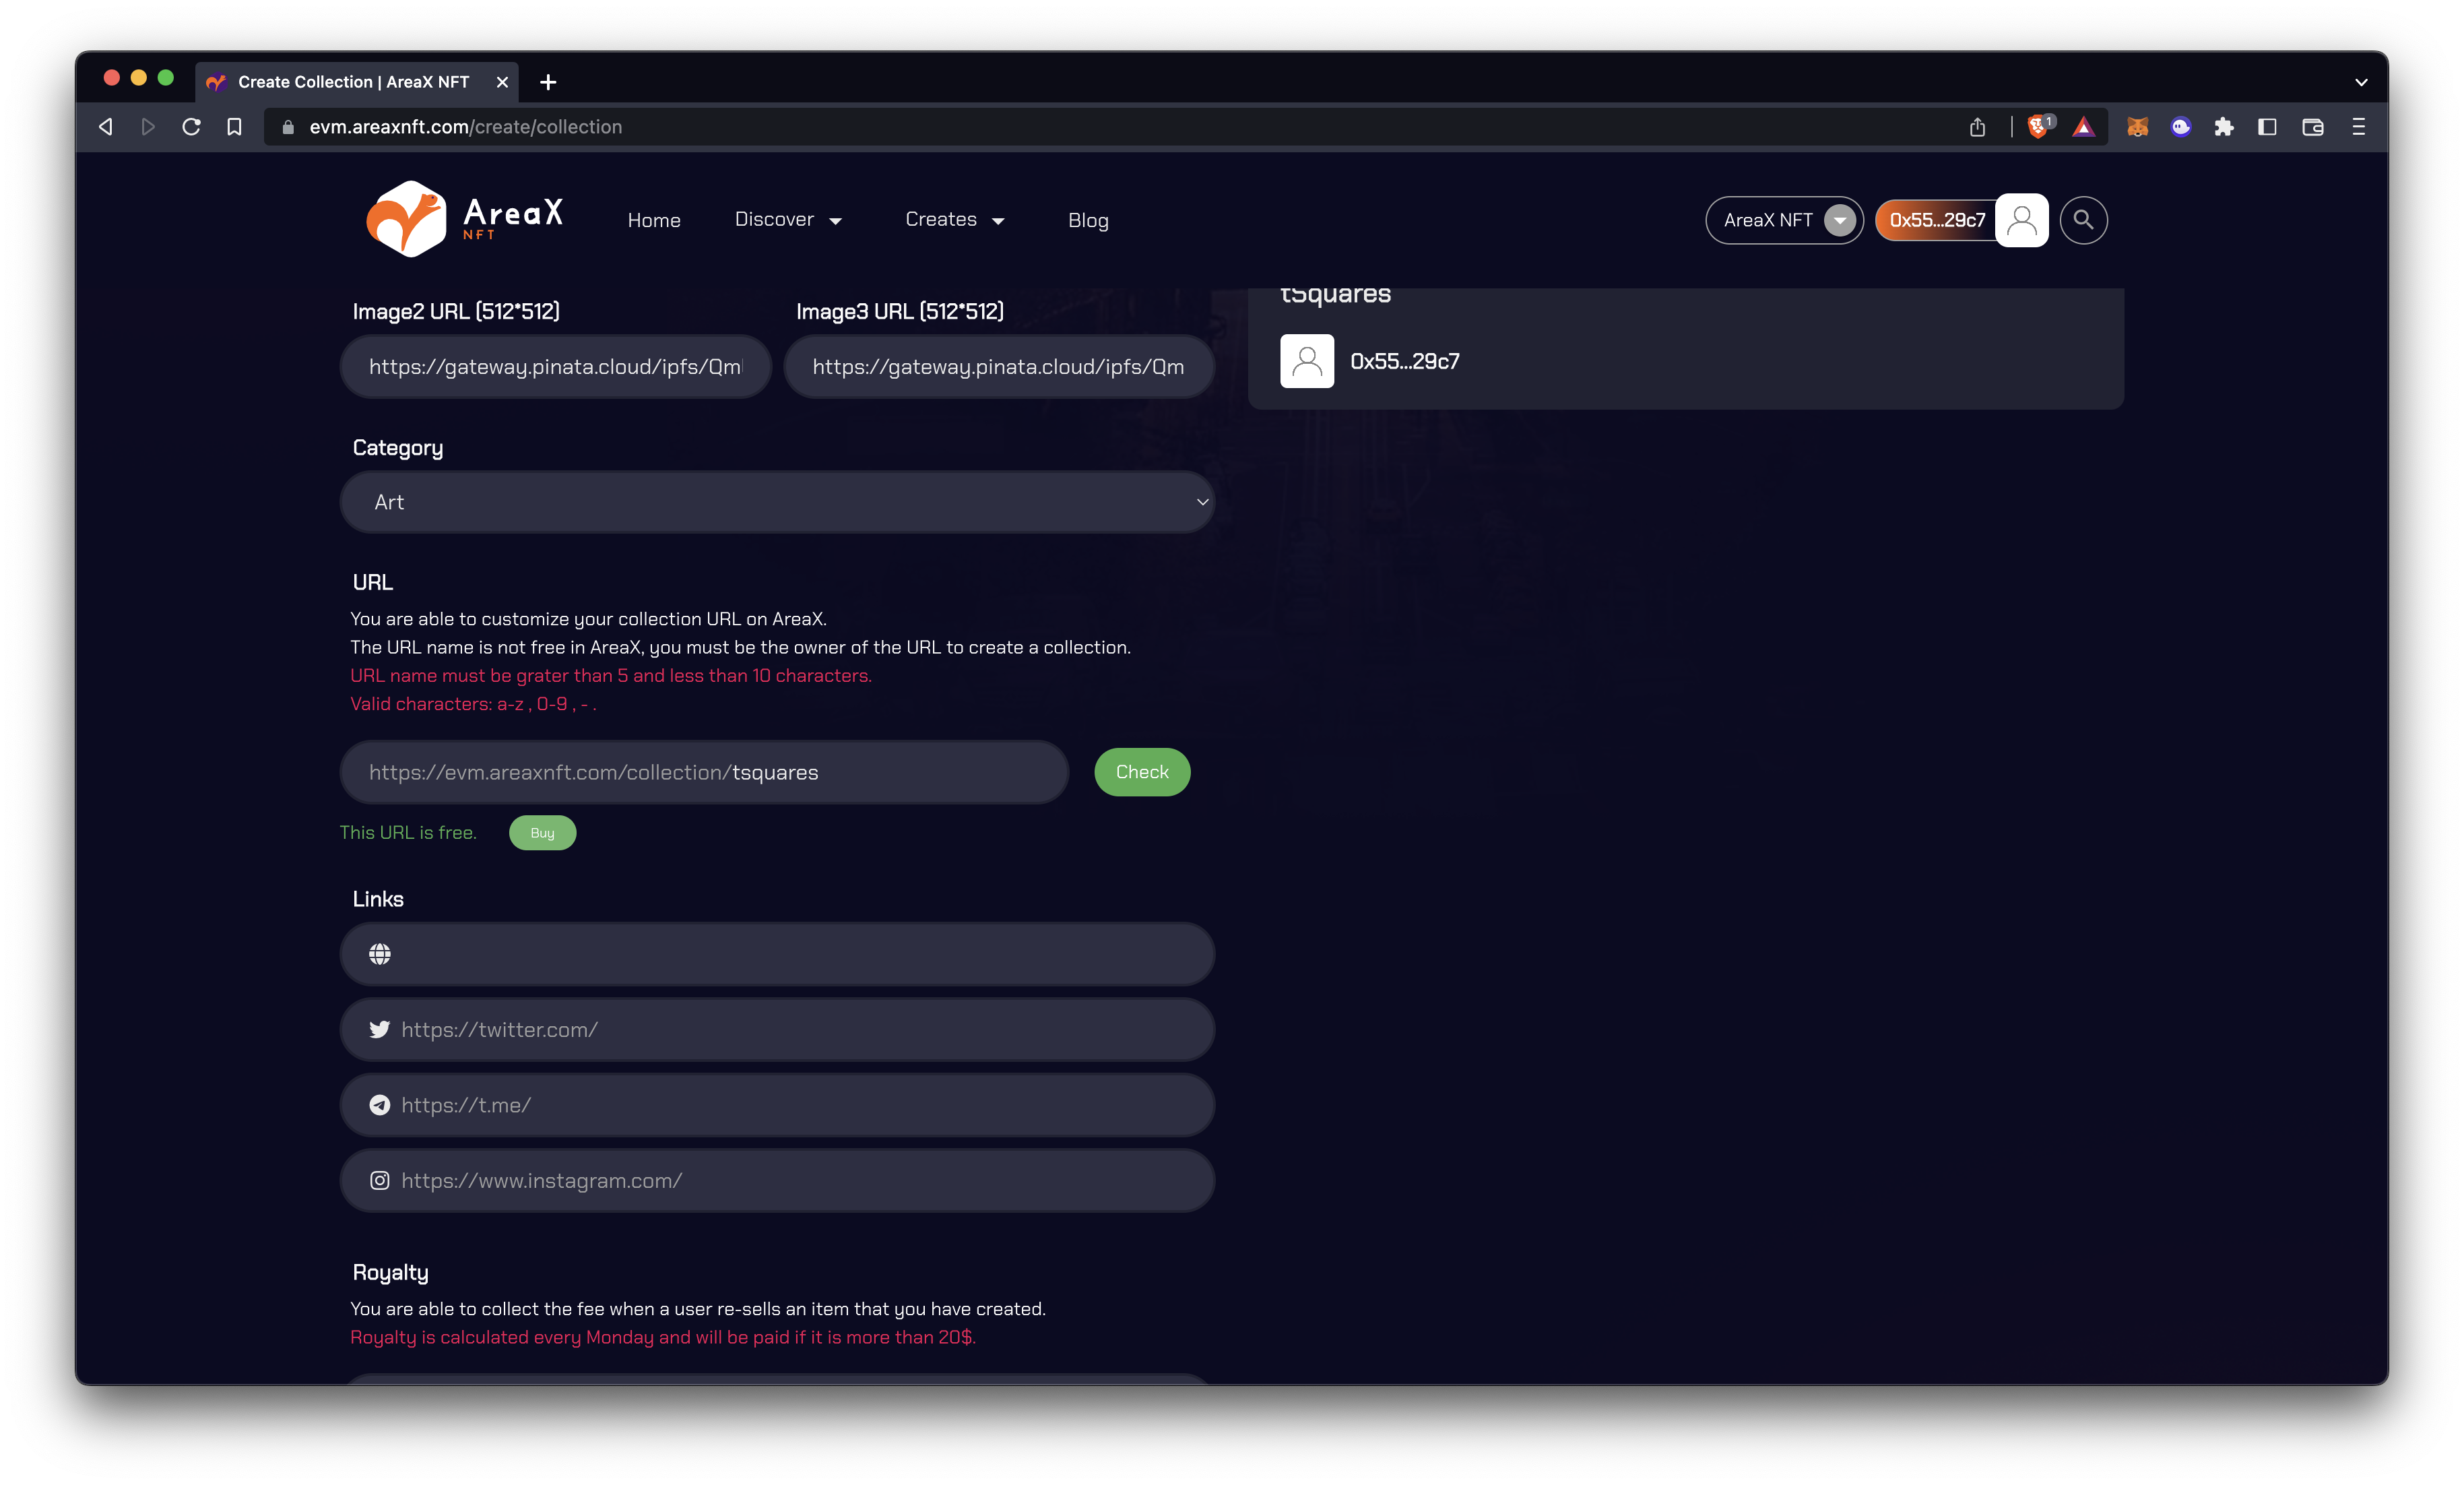 Create Collection | AreaX NFT
evm.areaxnft.com/create/collection
1
AreaX
NFT
Home
Discover
Creates
Blog
AreaX NFT
0x55...29c7
Image2 URL (512*512)
Image3 URL (512*512)
https://gateway.pinata.cloud/ipfs/Qm
https://gateway.pinata.cloud/ipfs/Qm
tSquares
0x55...29c7
Category
Art
URL
You are able to customize your collection URL on AreaX.
The URL name is not free in AreaX, you must be the owner of the URL to create a collection.
URL name must be grater than 5 and less than 10 characters.
Valid characters: a-z , 0-9 , - .
https://evm.areaxnft.com/collection/tsquares
Check
This URL is free.
Buy
Links
https://twitter.com/
https://t.me/
https://www.instagram.com/
Royalty
You are able to collect the fee when a user re-sells an item that you have created.
Royalty is calculated every Monday and will be paid if it is more than 20$.